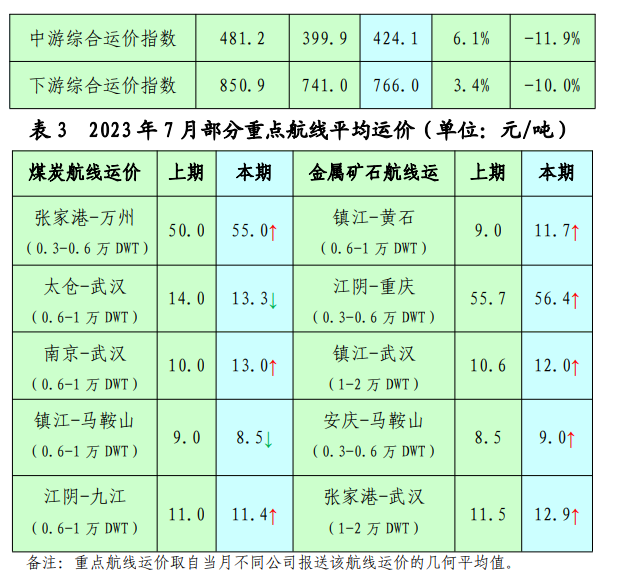 中游综合运价指数 481.2 399.9 424.1 6.1% -11.9%
下游综合运价指数 850.9 741.0 766.0 3.4% -10.0%
表3 2023年7月部分重点航线平均运价（单位：元/吨）
煤炭航线运价 上期 本期 金属矿石航线运 上期 本期
张家港-万州
（0.3-0.6万DWT） 50.0 55.0↑ 镇江-黄石
（0.6-1万DWT） 9.0 11.7↑
太仓-武汉
（0.6-1万DWT） 14.0 13.3↓ 江阴-重庆
（0.3-0.6万DWT） 55.7 56.4↑
南京-武汉
（0.6-1万DWT） 10.0 13.0↑ 镇江-武汉
（1-2万DWT） 10.6 12.0↑
镇江-马鞍山
（0.6-1万DWT） 9.0 8.5↓ 安庆-马鞍山
（0.3-0.6万DWT） 8.5 9.0↑
江阴-九江
（0.6-1万DWT） 11.0 11.4↑ 张家港-武汉
（1-2万DWT） 11.5 12.9↑
备注：重点航线运价取自当月不同公司报送该航线运价的几何平均值。